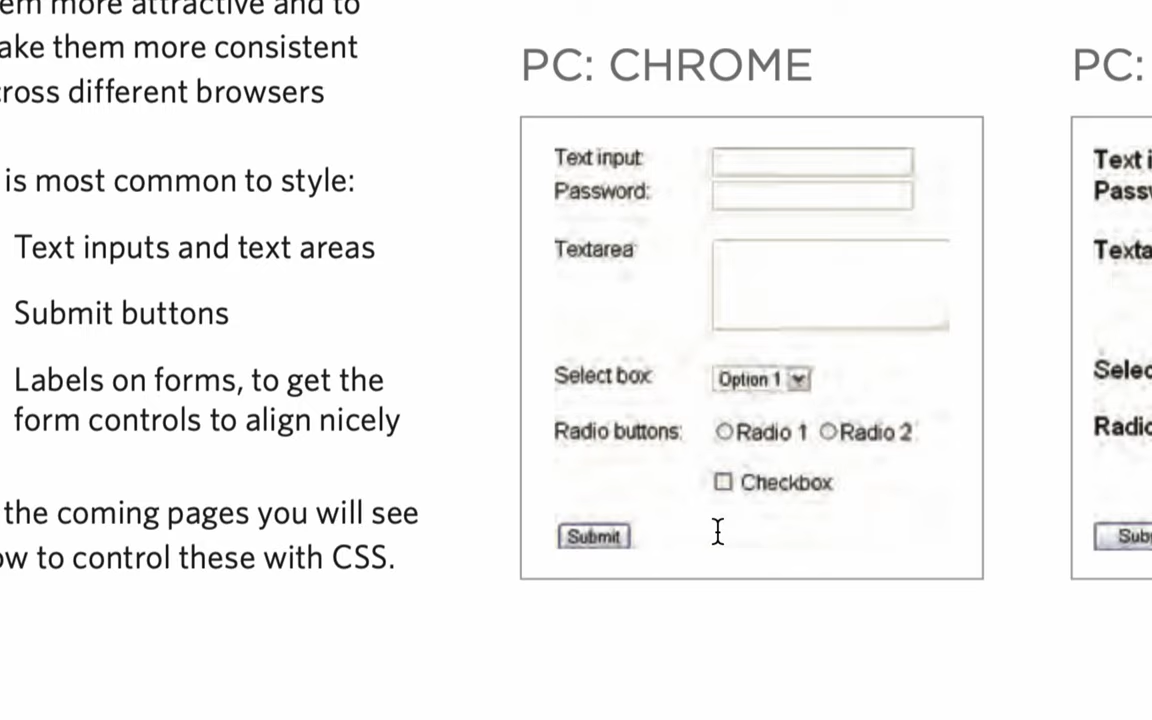 more attractive and to
them more consistent
different browsers
is most common to style:
Text inputs and text areas
Submit buttons
Labels on forms, to get the
form controls to align nicely
the coming pages you will see
to control these with CSS.
PC: CHROME
Text input:
Password:
Textarea
Select box:
Option 1
Radio buttons:
Radio 1 Radio 2
Checkbox
Submit
PC: